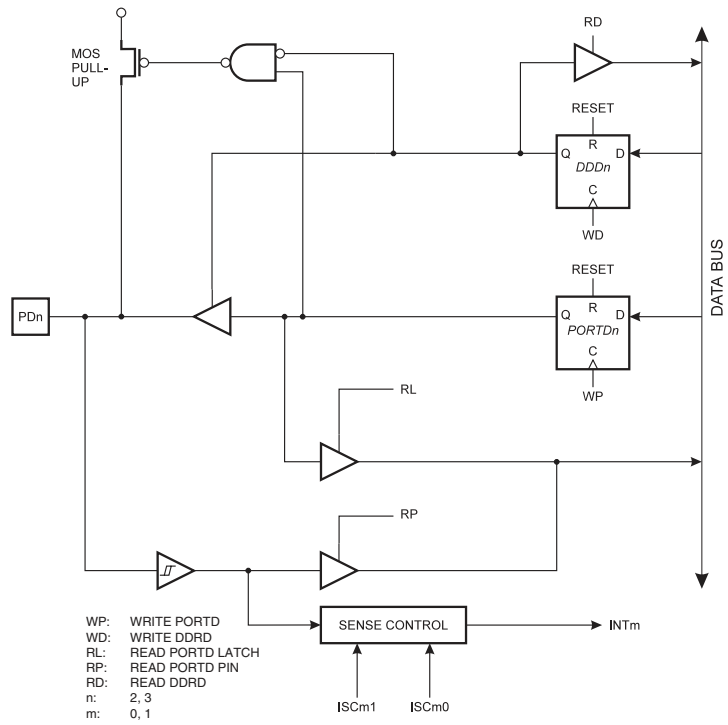 RD
MOS
PULL-
UP
RESET
R
Q D
DDDn
C
WD
RESET
PDn
R
Q D
PORTDn
C
WP
DATA BUS
RL
RP
SENSE CONTROL
INTm
ISCm1 ISCm0
WP: WRITE PORTD
WD: WRITE DDRD
RL: READ PORTD LATCH
RP: READ PORTD PIN
RD: READ DDRD
n: 2, 3
m: 0, 1